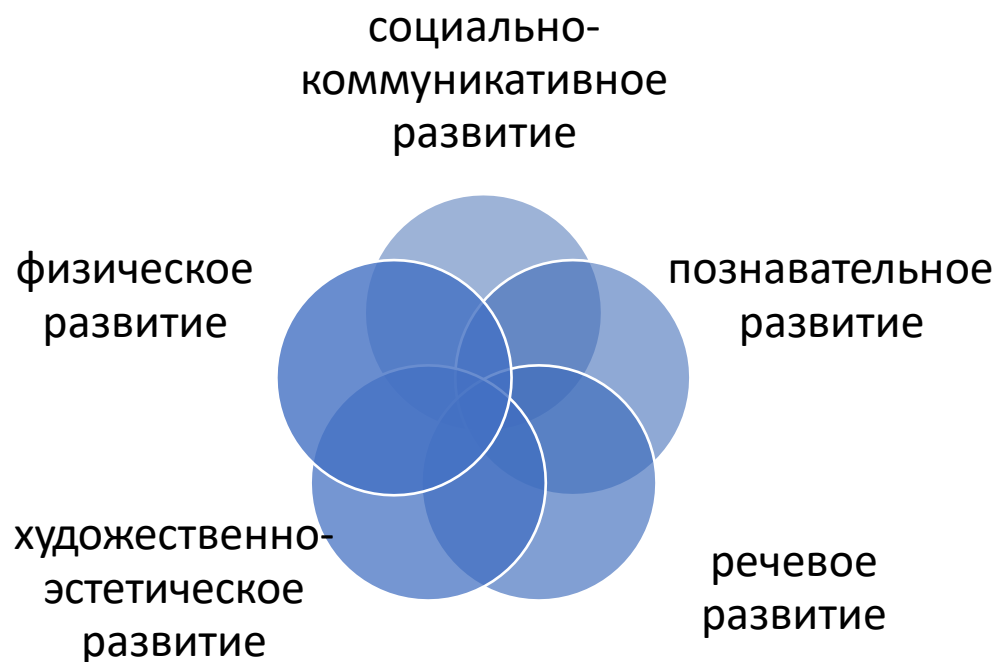 социально-
коммуникативное
развитие
физическое
развитие
познавательное
развитие
художественно-
эстетическое
развитие
речевое
развитие